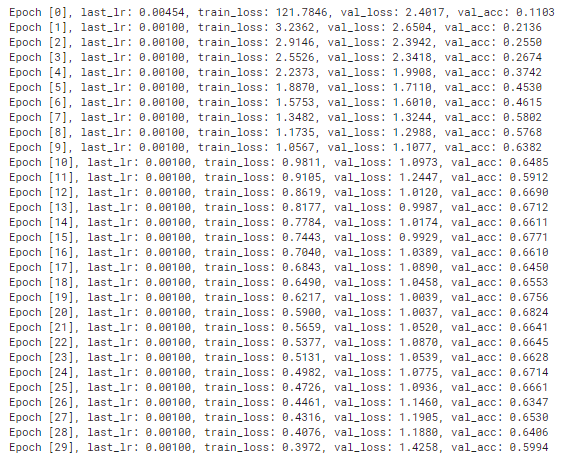 Epoch [0], last_lr: 0.00454, train_loss: 121.7846, val_loss: 2.4017, val_acc: 0.1103
Epoch [1], last_lr: 0.00100, train_loss: 3.2362, val_loss: 2.6504, val_acc: 0.2136
Epoch [2], last_lr: 0.00100, train_loss: 2.9146, val_loss: 2.3942, val_acc: 0.2550
Epoch [3], last_lr: 0.00100, train_loss: 2.5526, val_loss: 2.3418, val_acc: 0.2674
Epoch [4], last_lr: 0.00100, train_loss: 2.2373, val_loss: 1.9908, val_acc: 0.3742
Epoch [5], last_lr: 0.00100, train_loss: 1.8870, val_loss: 1.7110, val_acc: 0.4530
Epoch [6], last_lr: 0.00100, train_loss: 1.5753, val_loss: 1.6010, val_acc: 0.4615
Epoch [7], last_lr: 0.00100, train_loss: 1.3482, val_loss: 1.3244, val_acc: 0.5802
Epoch [8], last_lr: 0.00100, train_loss: 1.1735, val_loss: 1.2988, val_acc: 0.5768
Epoch [9], last_lr: 0.00100, train_loss: 1.0567, val_loss: 1.1077, val_acc: 0.6382
Epoch [10], last_lr: 0.00100, train_loss: 0.9811, val_loss: 1.0973, val_acc: 0.6485
Epoch [11], last_lr: 0.00100, train_loss: 0.9105, val_loss: 1.2447, val_acc: 0.5912
Epoch [12], last_lr: 0.00100, train_loss: 0.8619, val_loss: 1.0120, val_acc: 0.6690
Epoch [13], last_lr: 0.00100, train_loss: 0.8177, val_loss: 0.9987, val_acc: 0.6712
Epoch [14], last_lr: 0.00100, train_loss: 0.7784, val_loss: 1.0174, val_acc: 0.6611
Epoch [15], last_lr: 0.00100, train_loss: 0.7443, val_loss: 0.9929, val_acc: 0.6771
Epoch [16], last_lr: 0.00100, train_loss: 0.7040, val_loss: 1.0389, val_acc: 0.6610
Epoch [17], last_lr: 0.00100, train_loss: 0.6843, val_loss: 1.0890, val_acc: 0.6450
Epoch [18], last_lr: 0.00100, train_loss: 0.6490, val_loss: 1.0458, val_acc: 0.6553
Epoch [19], last_lr: 0.00100, train_loss: 0.6217, val_loss: 1.0039, val_acc: 0.6756
Epoch [20], last_lr: 0.00100, train_loss: 0.5900, val_loss: 1.0037, val_acc: 0.6824
Epoch [21], last_lr: 0.00100, train_loss: 0.5659, val_loss: 1.0520, val_acc: 0.6641
Epoch [22], last_lr: 0.00100, train_loss: 0.5377, val_loss: 1.0870, val_acc: 0.6645
Epoch [23], last_lr: 0.00100, train_loss: 0.5131, val_loss: 1.0539, val_acc: 0.6628
Epoch [24], last_lr: 0.00100, train_loss: 0.4982, val_loss: 1.0775, val_acc: 0.6714
Epoch [25], last_lr: 0.00100, train_loss: 0.4726, val_loss: 1.0936, val_acc: 0.6661
Epoch [26], last_lr: 0.00100, train_loss: 0.4461, val_loss: 1.1460, val_acc: 0.6347
Epoch [27], last_lr: 0.00100, train_loss: 0.4316, val_loss: 1.1905, val_acc: 0.6530
Epoch [28], last_lr: 0.00100, train_loss: 0.4076, val_loss: 1.1880, val_acc: 0.6406
Epoch [29], last_lr: 0.00100, train_loss: 0.3972, val_loss: 1.4258, val_acc: 0.5994